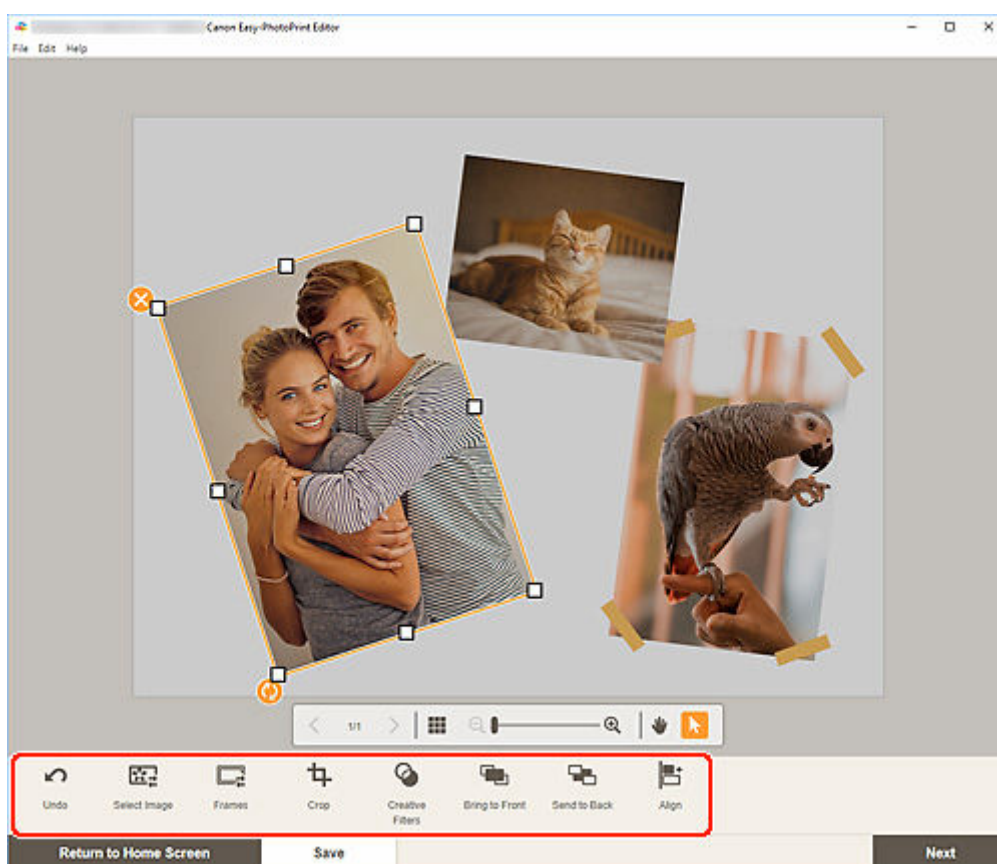 Canon Easy-PhotoPrint Editor
File Edit Help
1/1
Undo Select Image Frames Crop Creative Filters Bring to Front Send to Back Align
Return to Home Screen Save Next